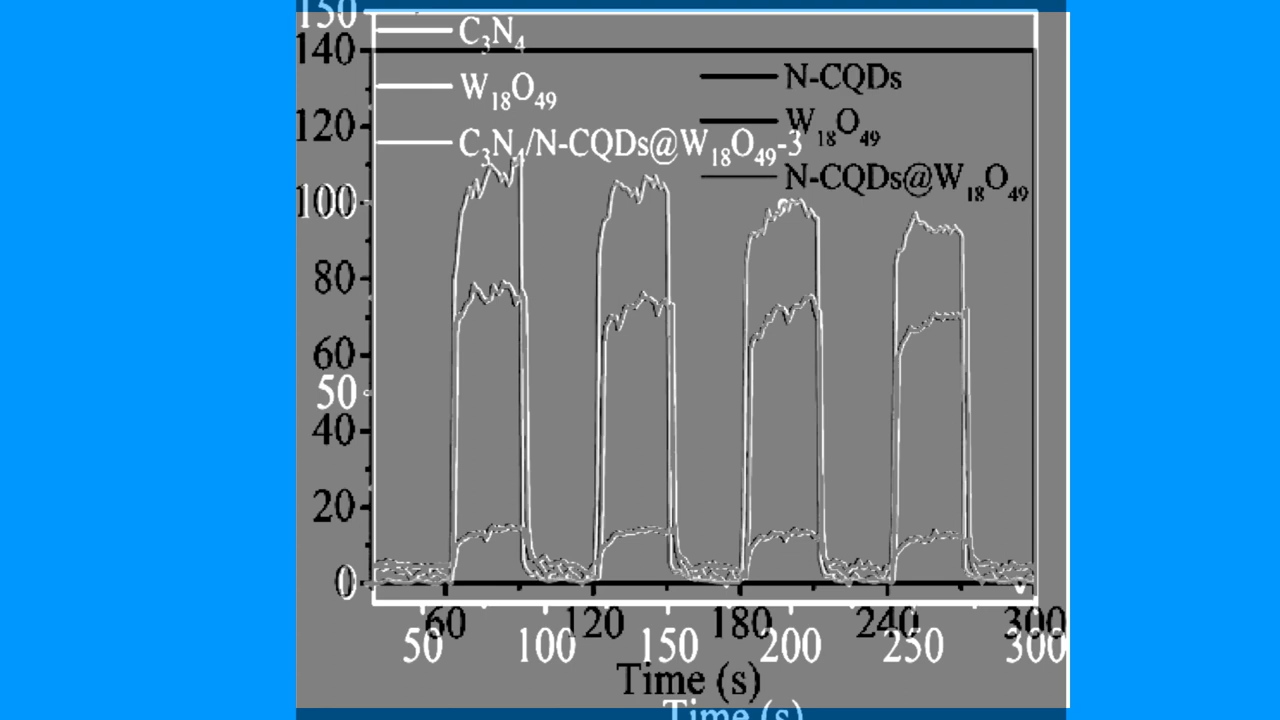 150
C₃N₄
140
N-CQDs
W₁₈O₄₉
W₁₈O₄₉
120
C₃N₄/N-CQDs@W₁₈O₄₉-3
N-CQDs@W₁₈O₄₉
100
80
60
50
40
20
0
60 120 180 240 300
50 100 150 200 250 300
Time (s)
Time (s)